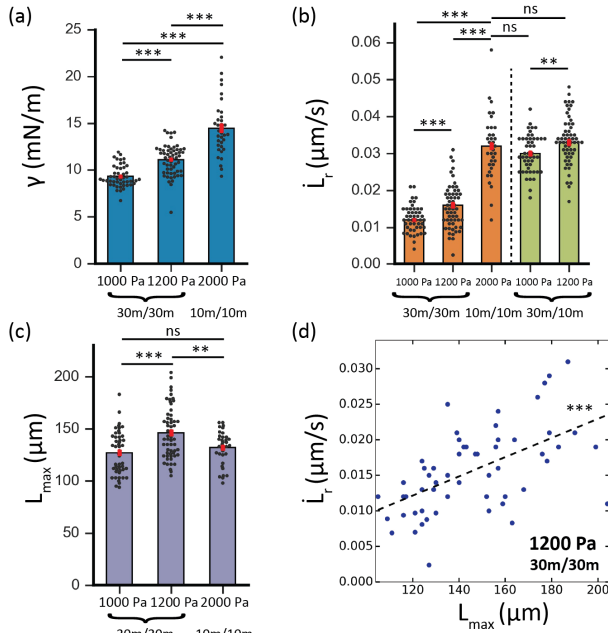 (a)
γ (mN/m)
25
20
15
10
5
0
***
***
***
1000 Pa 1200 Pa 2000 Pa
30m/30m 10m/10m
(b)
L̇r (μm/s)
0.06
0.05
0.04
0.03
0.02
0.01
0.00
ns
***
***
ns
**
***
1000 Pa 1200 Pa 2000 Pa 1000 Pa 1200 Pa
30m/30m 10m/10m 30m/10m
(c)
Lmax (μm)
200
150
100
50
0
ns
***
**
1000 Pa 1200 Pa 2000 Pa
(d)
L̇r (μm/s)
0.030
0.025
0.020
0.015
0.010
0.005
0.000
***
1200 Pa
30m/30m
120 140 160 180 200
Lmax (μm)